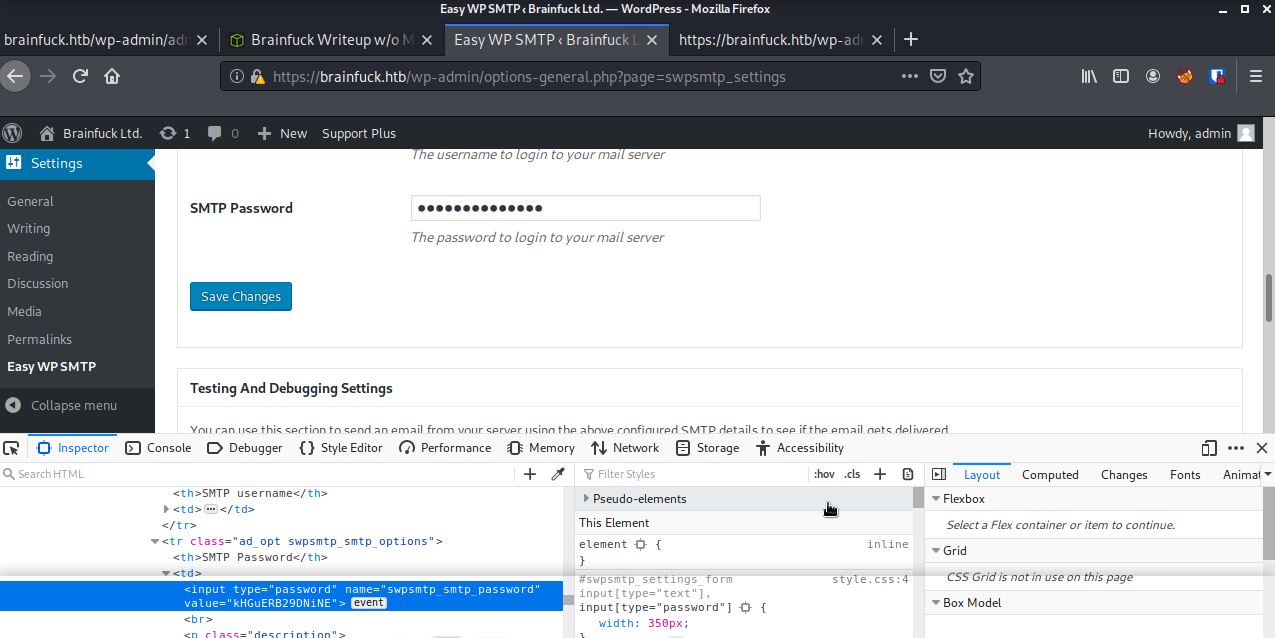 Easy WP SMTP ‹ Brainfuck Ltd. — WordPress - Mozilla Firefox
brainfuck.htb/wp-admin/adn
Brainfuck Writeup w/o M
Easy WP SMTP ‹ Brainfuck L
https://brainfuck.htb/wp-adr
https://brainfuck.htb/wp-admin/options-general.php?page=swpsmtp_settings
Brainfuck Ltd. 1 0 New Support Plus Howdy, admin
Settings
General
Writing
Reading
Discussion
Media
Permalinks
Easy WP SMTP
Collapse menu
The username to login to your mail server
SMTP Password ●●●●●●●●●●●●●●
The password to login to your mail server
Save Changes
Testing And Debugging Settings
You can use this section to send an email from your server using the above configured SMTP details to see if the email gets delivered.
Inspector Console Debugger {} Style Editor Performance Memory Network Storage Accessibility
Search HTML
<th>SMTP username</th>
<td> ••• </td>
</tr>
<tr class="ad_opt swpsmtp_smtp_options">
<th>SMTP Password</th>
<td>
<input type="password" name="swpsmtp_smtp_password"
value="kHGuERB29DNiNE"> event
<br>
<p class="description">
Filter Styles :hov .cls +
Pseudo-elements
This Element
element { inline
}
#swpsmtp_settings_form style.css:4
input[type="text"],
input[type="password"] {
width: 350px;
}
Layout Computed Changes Fonts Animat
Flexbox
Select a Flex container or item to continue.
Grid
CSS Grid is not in use on this page
Box Model